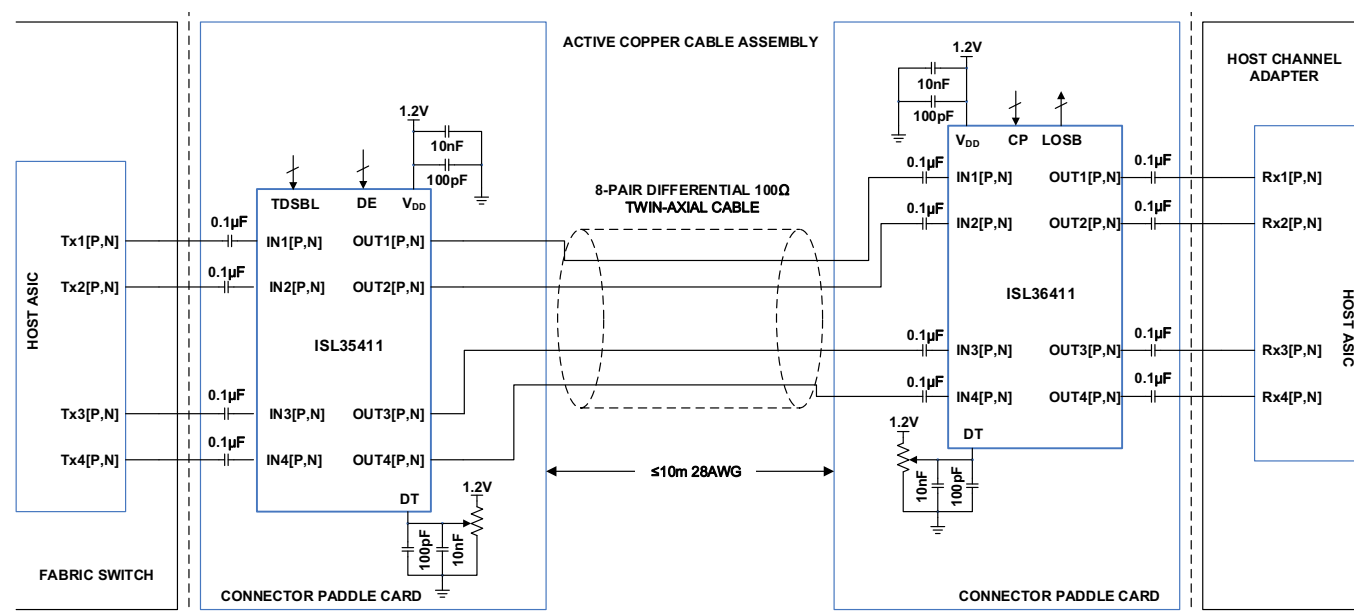 ACTIVE COPPER CABLE ASSEMBLY
HOST ASIC
Tx1[P,N]
Tx2[P,N]
Tx3[P,N]
Tx4[P,N]
FABRIC SWITCH
0.1µF
0.1µF
0.1µF
0.1µF
1.2V
10nF
100pF
TDSBL
DE
VDD
IN1[P,N]
OUT1[P,N]
IN2[P,N]
OUT2[P,N]
ISL35411
IN3[P,N]
OUT3[P,N]
IN4[P,N]
OUT4[P,N]
DT
1.2V
100pF
10nF
CONNECTOR PADDLE CARD
8-PAIR DIFFERENTIAL 100Ω
TWIN-AXIAL CABLE
≤10m 28AWG
1.2V
10nF
100pF
VDD
CP
LOSB
0.1µF
0.1µF
0.1µF
0.1µF
IN1[P,N]
OUT1[P,N]
IN2[P,N]
OUT2[P,N]
ISL36411
IN3[P,N]
OUT3[P,N]
IN4[P,N]
OUT4[P,N]
DT
1.2V
10nF
100pF
0.1µF
0.1µF
0.1µF
0.1µF
CONNECTOR PADDLE CARD
HOST CHANNEL
ADAPTER
Rx1[P,N]
Rx2[P,N]
Rx3[P,N]
Rx4[P,N]
HOST ASIC